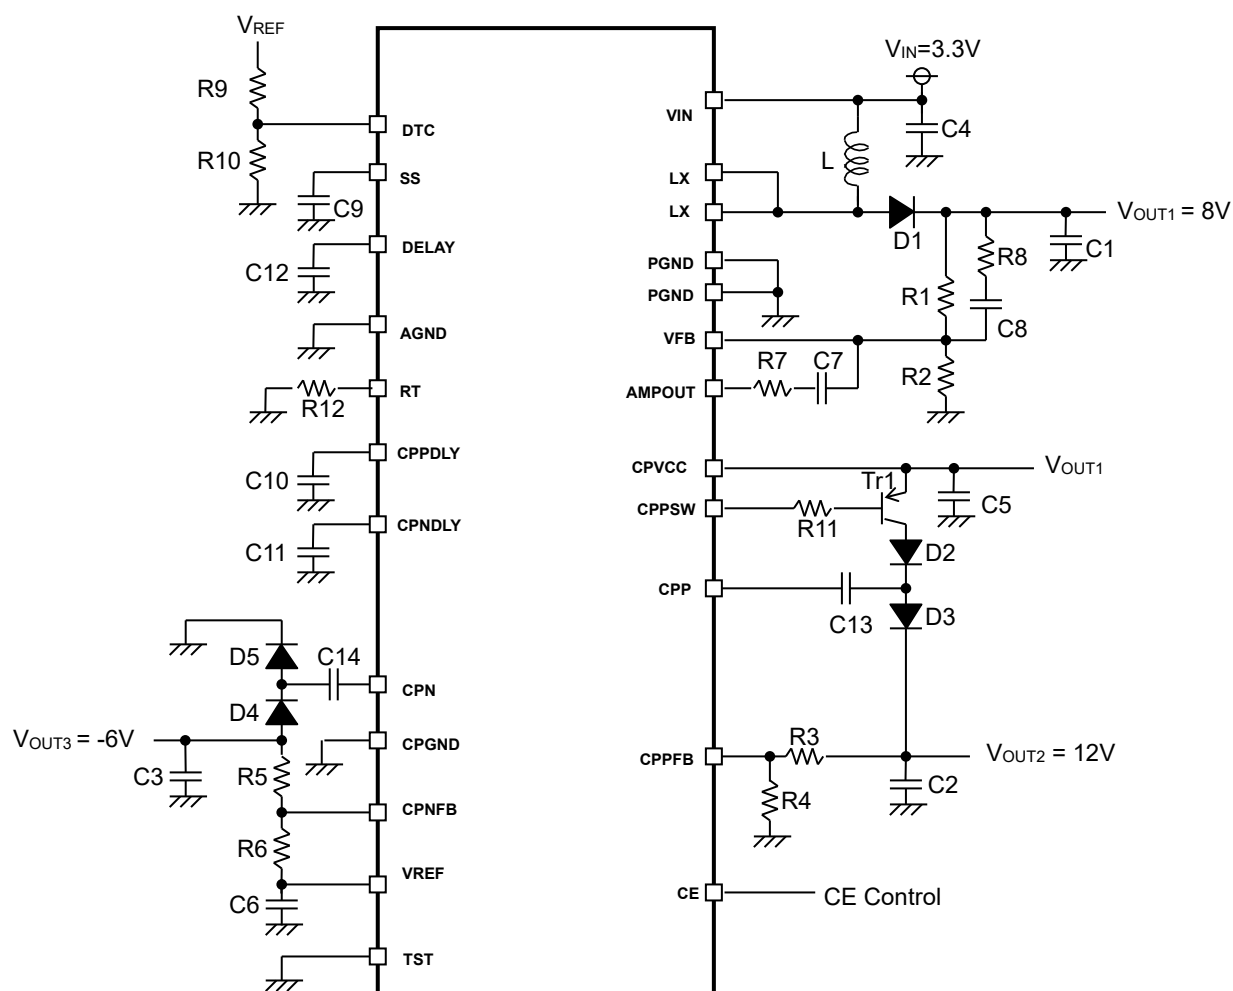 VREF
R9
R10
DTC
SS
C9
DELAY
C12
AGND
RT
R12
CPPDLY
C10
CPNDLY
C11
D5
C14
CPN
D4
VOUT3 = -6V
CPGND
C3
R5
CPNFB
R6
VREF
C6
TST
VIN=3.3V
VIN
C4
L
LX
LX
D1
VOUT1 = 8V
C1
R8
PGND
PGND
R1
C8
VFB
R7
C7
R2
AMPOUT
CPVCC
VOUT1
Tr1
C5
CPPSW
R11
D2
CPP
C13
D3
CPPFB
R3
VOUT2 = 12V
R4
C2
CE
CE Control